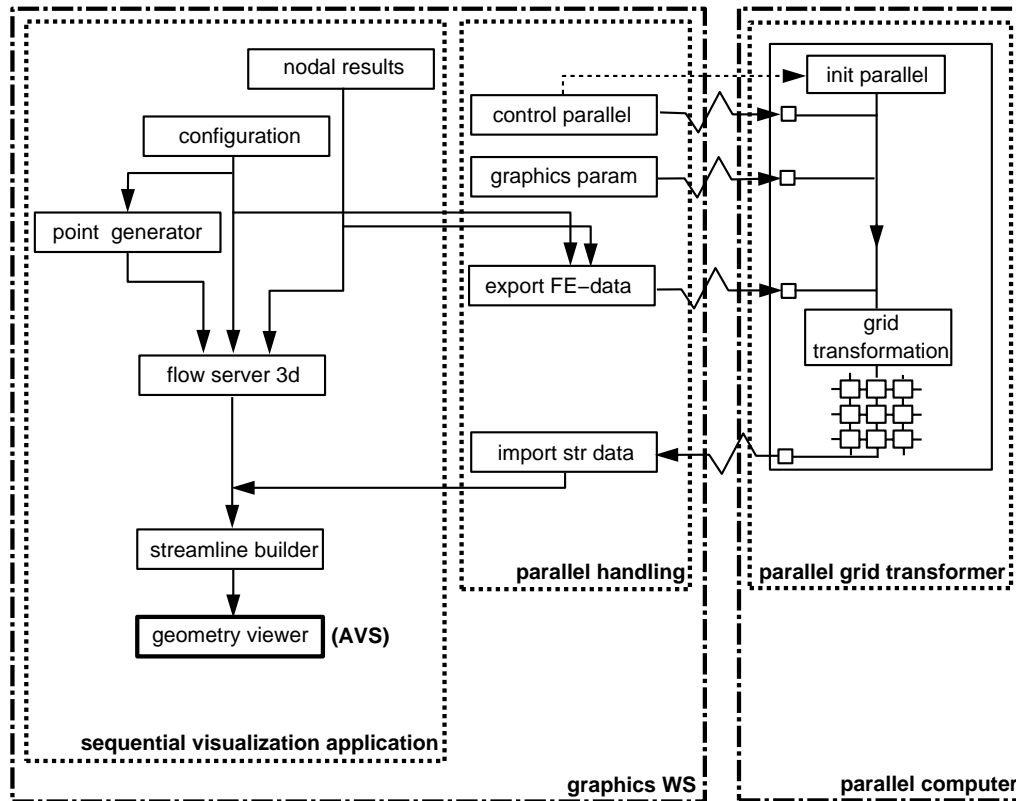 nodal results
init parallel
control parallel
configuration
graphics param
point generator
export FE−data
grid
transformation
flow server 3d
import str data
streamline builder
parallel handling
parallel grid transformer
geometry viewer
(AVS)
sequential visualization application
graphics WS
parallel computer